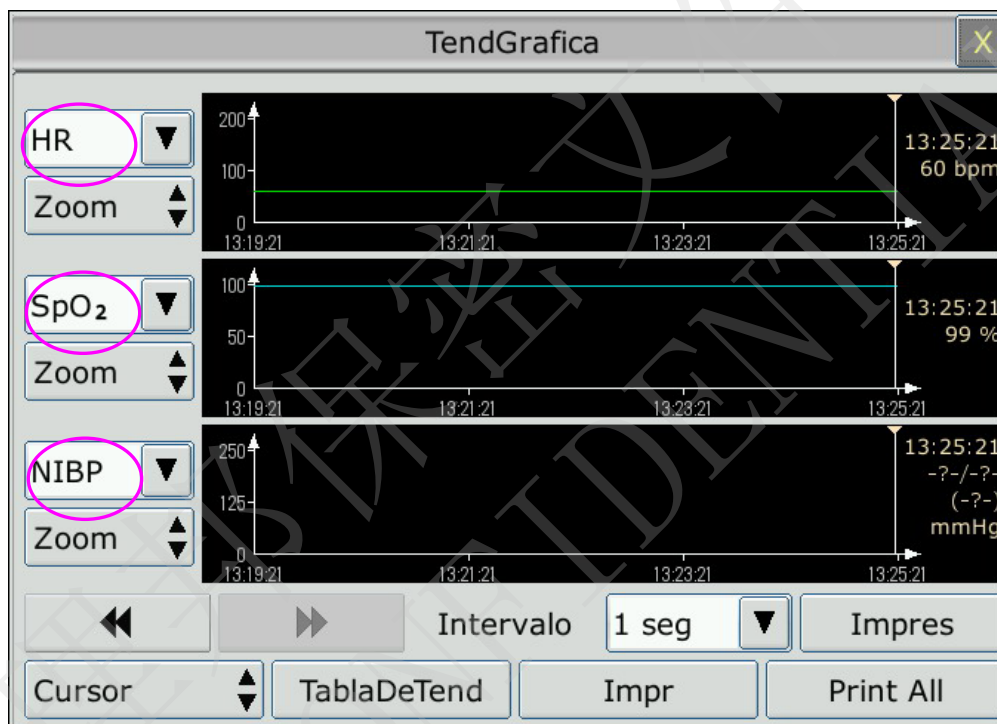 TendGrafica
X
HR
Zoom
200
100
0
13:19:21 13:21:21 13:23:21 13:25:21
13:25:21
60 bpm
SpO₂
Zoom
100
50
0
13:19:21 13:21:21 13:23:21 13:25:21
13:25:21
99 %
NIBP
Zoom
250
125
0
13:19:21 13:21:21 13:23:21 13:25:21
13:25:21
-?-/-?-
(-?-)
mmHg
Intervalo 1 seg Impres
Cursor TablaDeTend Impr Print All